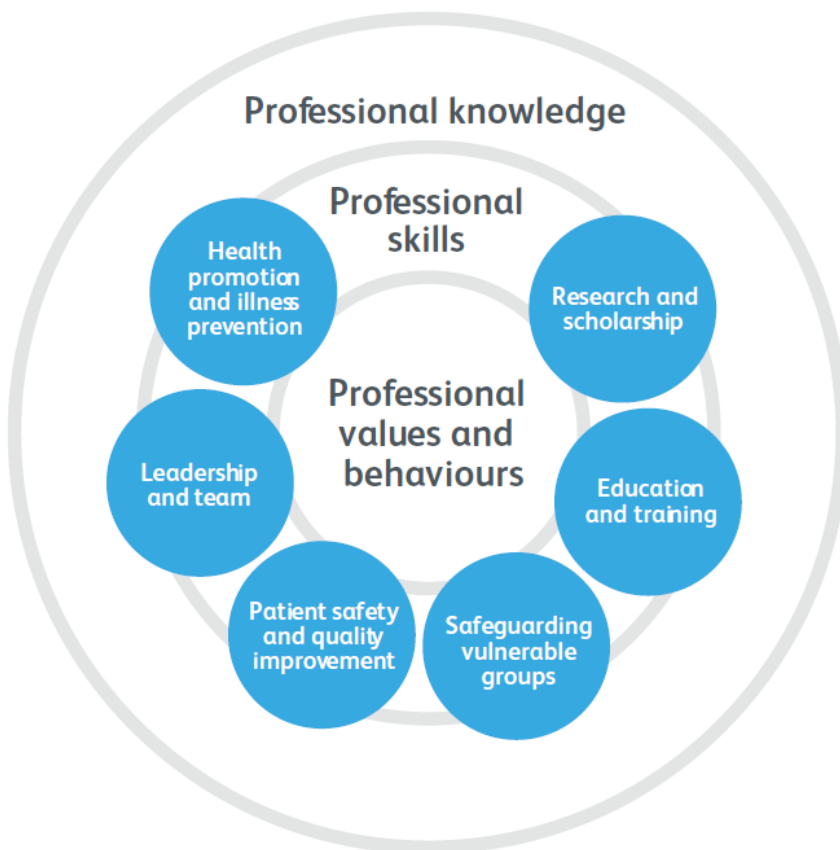 Professional knowledge
Professional
skills
Professional
values and
behaviours
Health
promotion
and illness
prevention
Leadership
and team
Patient safety
and quality
improvement
Safeguarding
vulnerable
groups
Education
and training
Research and
scholarship